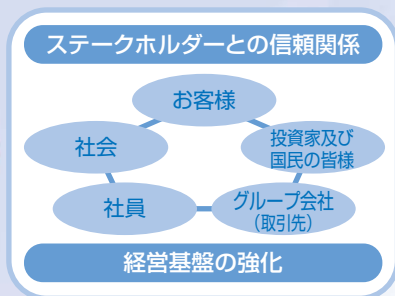 ステークホルダーとの信頼関係
お客様
社会
投資家及び
国民の皆様
社員
グループ会社
（取引先）
経営基盤の強化